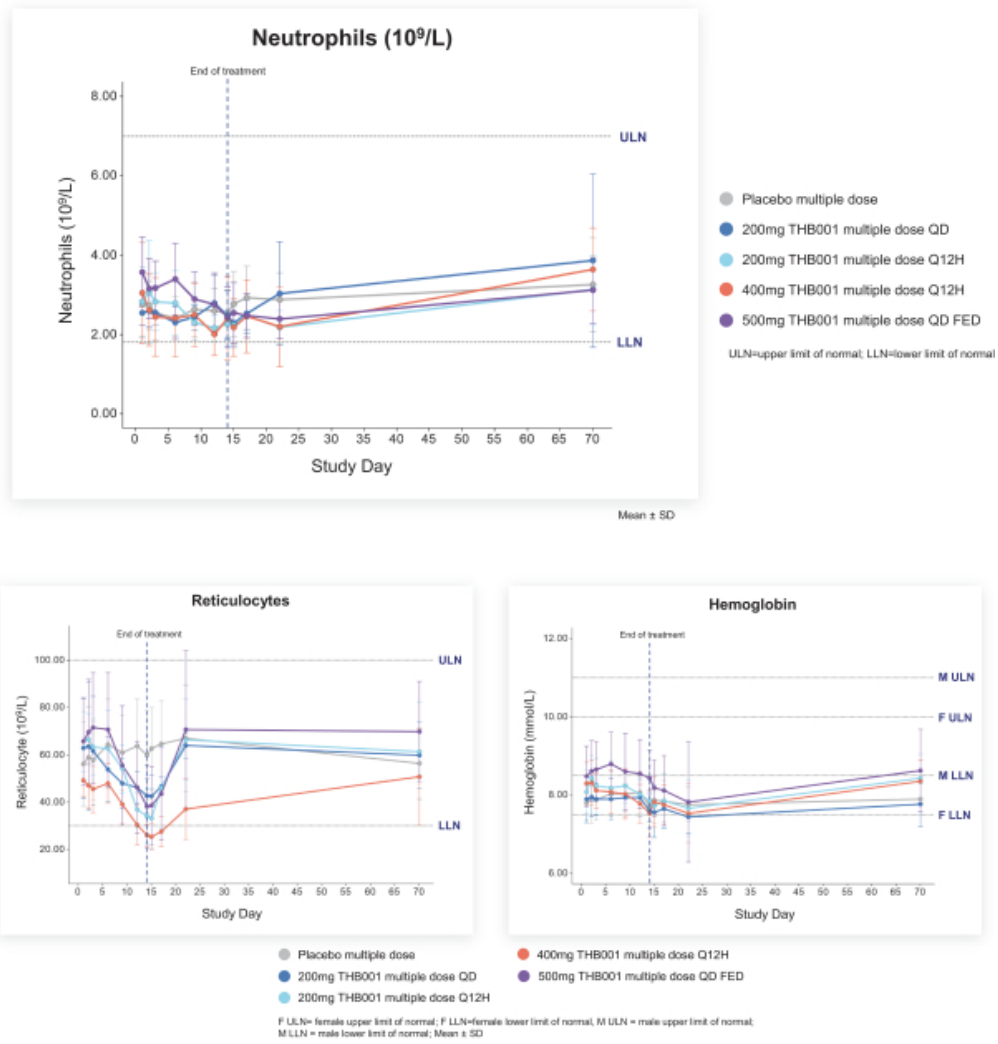 Neutrophils (10⁹/L)
End of treatment
8.00
ULN
6.00
4.00
2.00
LLN
0.00
Neutrophils (10⁹/L)
0 5 10 15 20 25 30 35 40 45 50 55 60 65 70
Study Day
Placebo multiple dose
200mg THB001 multiple dose QD
200mg THB001 multiple dose Q12H
400mg THB001 multiple dose Q12H
500mg THB001 multiple dose QD FED
ULN=upper limit of normal; LLN=lower limit of normal
Mean ± SD
Reticulocytes
End of treatment
100.00
ULN
80.00
60.00
40.00
LLN
20.00
Reticulocyte (10⁹/L)
0 5 10 15 20 25 30 35 40 45 50 55 60 65 70
Study Day
Hemoglobin
End of treatment
12.00
M ULN
10.00
F ULN
M LLN
8.00
F LLN
6.00
Hemoglobin (mmol/L)
0 5 10 15 20 25 30 35 40 45 50 55 60 65 70
Study Day
Placebo multiple dose
200mg THB001 multiple dose QD
200mg THB001 multiple dose Q12H
400mg THB001 multiple dose Q12H
500mg THB001 multiple dose QD FED
F ULN= female upper limit of normal; F LLN=female lower limit of normal, M ULN = male upper limit of normal;
M LLN = male lower limit of normal; Mean ± SD